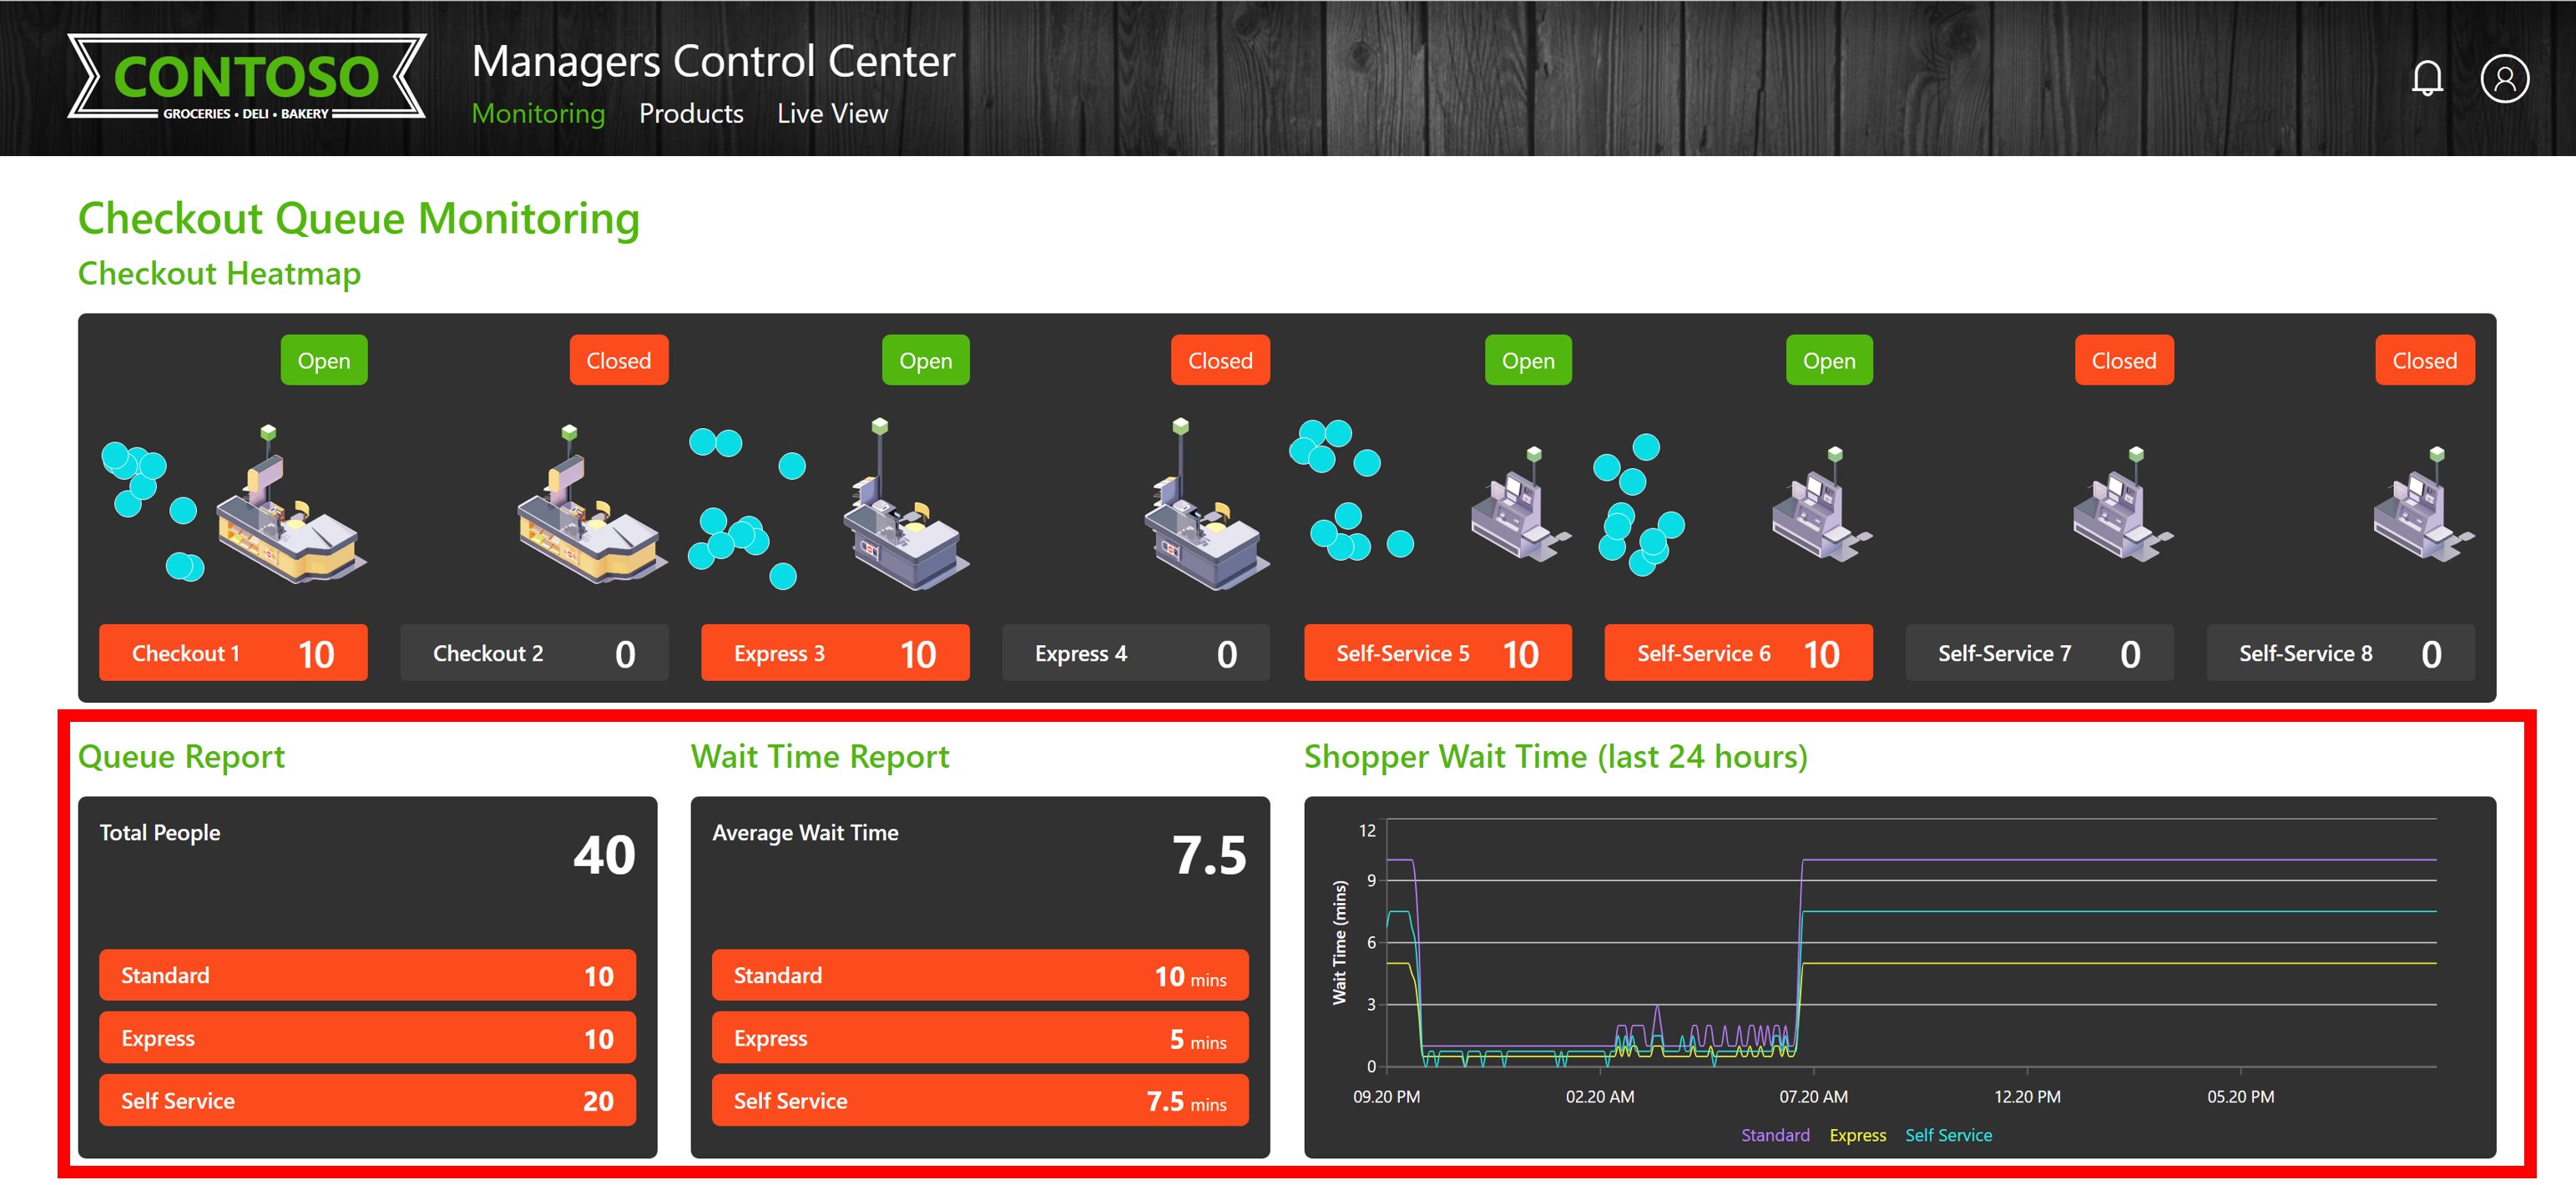 CONTOSO
GROCERIES • DELI • BAKERY
Managers Control Center
Monitoring Products Live View
Checkout Queue Monitoring
Checkout Heatmap
Open Closed Open Closed Open Open Closed Closed
Checkout 1 10 Checkout 2 0 Express 3 10 Express 4 0 Self-Service 5 10 Self-Service 6 10 Self-Service 7 0 Self-Service 8 0
Queue Report
Total People
40
Standard 10
Express 10
Self Service 20
Wait Time Report
Average Wait Time
7.5
Standard 10 mins
Express 5 mins
Self Service 7.5 mins
Shopper Wait Time (last 24 hours)
Wait Time (mins)
12
9
6
3
0
09.20 PM 02.20 AM 07.20 AM 12.20 PM 05.20 PM
Standard Express Self Service